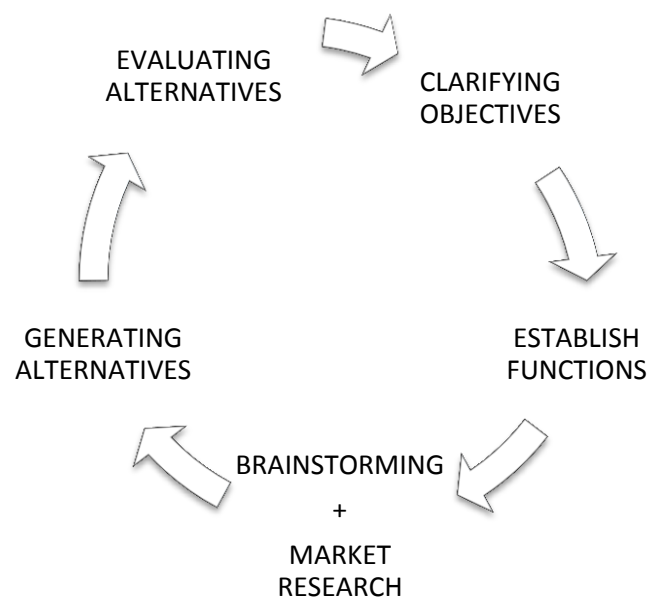 EVALUATING
ALTERNATIVES
CLARIFYING
OBJECTIVES
ESTABLISH
FUNCTIONS
BRAINSTORMING
+
MARKET
RESEARCH
GENERATING
ALTERNATIVES